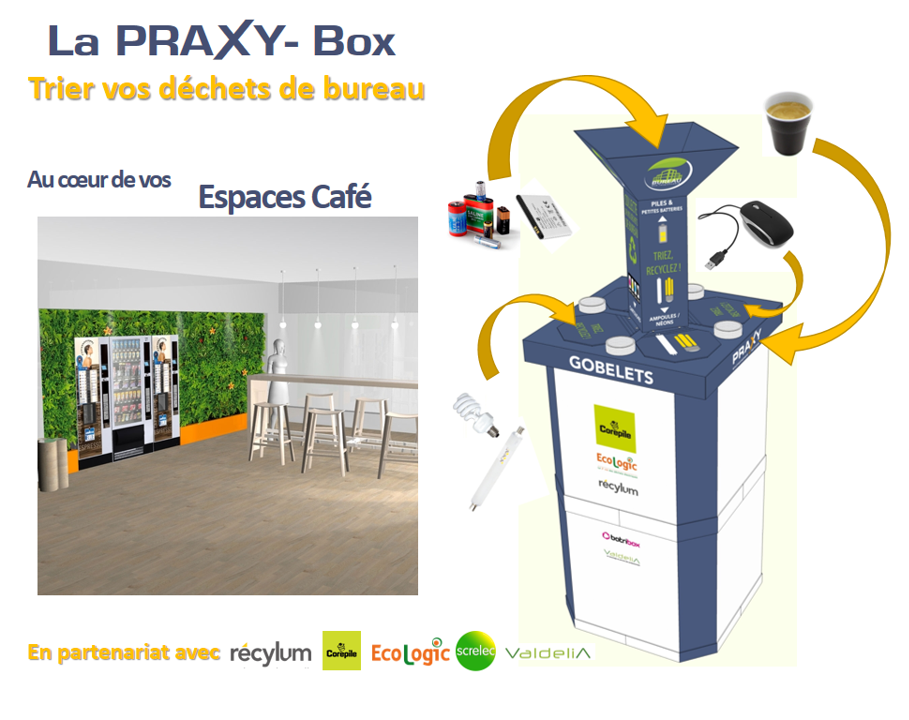 La PRAXY- Box
Trier vos déchets de bureau
Au cœur de vos
Espaces Café
PILES &
PETITES BATTERIES
TRIEZ,
RECYCLEZ !
AMPOULES /
NÉONS
GOBELETS
PRAXY
Corepile
EcoLogic
récylum
batribox
ValdeliA
En partenariat avec récylum Corepile EcoLogic screlec ValdeliA